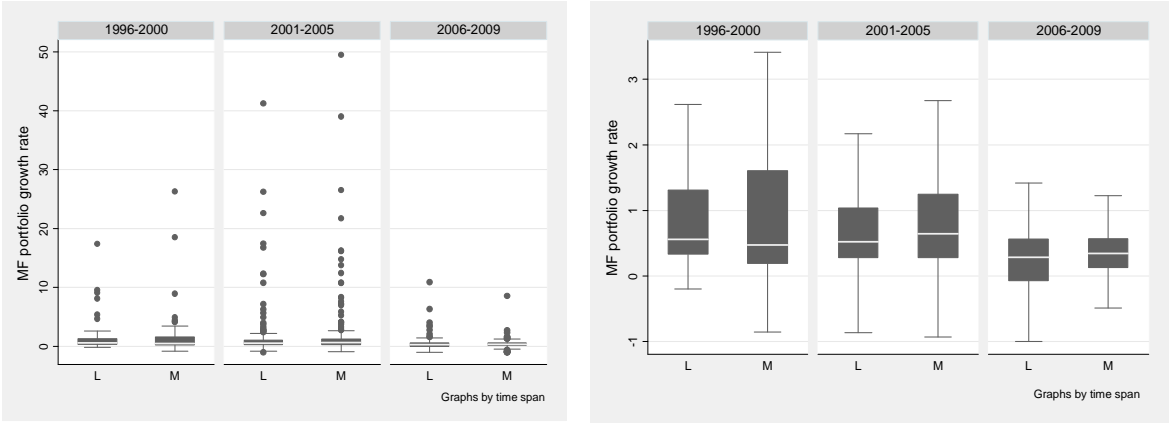 1996-2000 2001-2005 2006-2009
MF portfolio growth rate
50
40
30
20
10
0
L M L M L M
Graphs by time span
1996-2000 2001-2005 2006-2009
MF portfolio growth rate
3
2
1
0
-1
L M L M L M
Graphs by time span